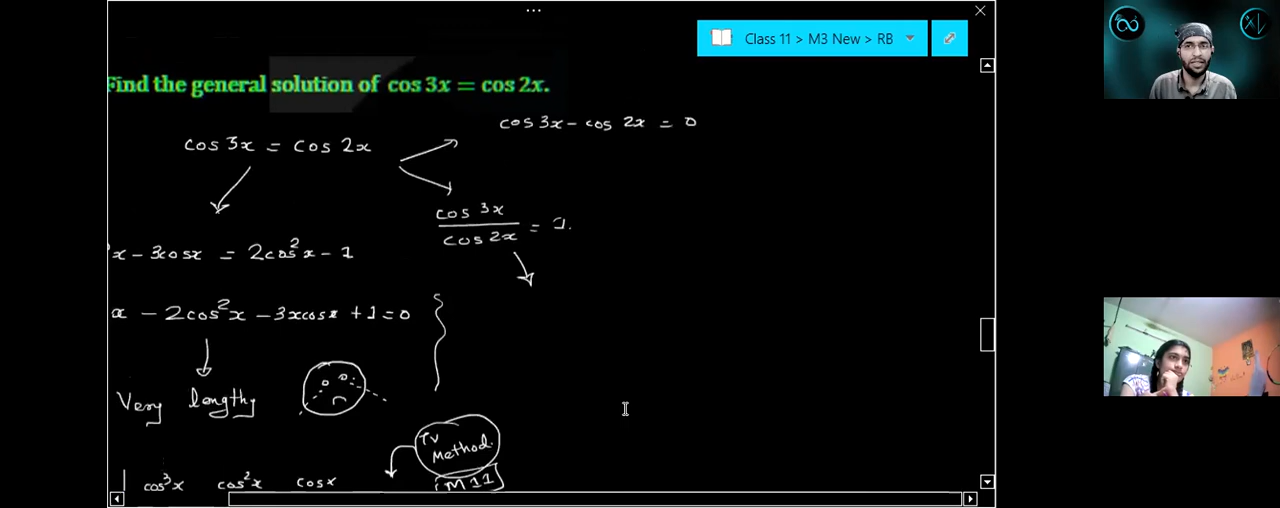 ...
Class 11 > M3 New > RB
Find the general solution of cos 3x = cos 2x.
cos 3x - cos 2x = 0
cos 3x = cos 2x
cos 3x / cos 2x = 1.
x - 3cosx = 2cos²x - 1
x - 2cos²x - 3xcosx + 1 = 0
Very lengthy
TV Method.
M11
cos³x cos²x cosx